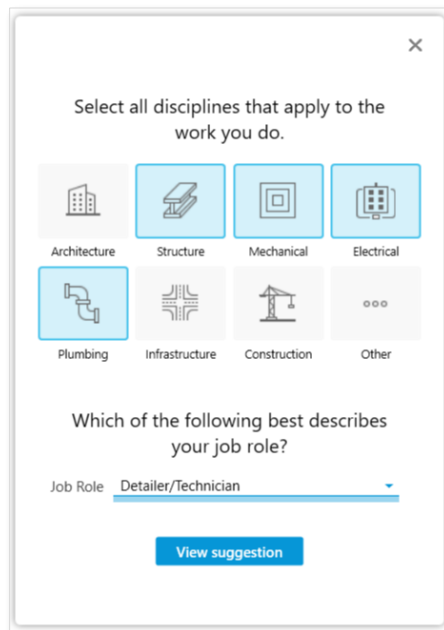 Select all disciplines that apply to the
work you do.
Architecture Structure Mechanical Electrical
Plumbing Infrastructure Construction Other
Which of the following best describes
your job role?
Job Role Detailer/Technician
View suggestion